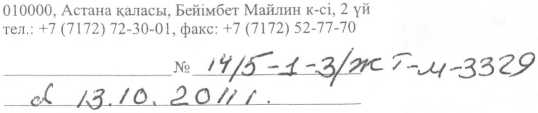 010000, Астана қаласы, Бейімбет Майлин к-сі, 2 үй
тел.: +7 (7172) 72-30-01, факс: +7 (7172) 52-77-70
№ 14/5-1-3/жТ-м-3329
13.10.2011г.